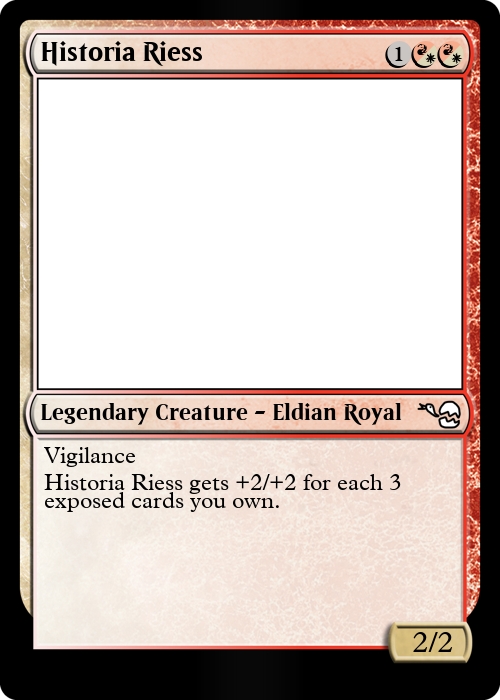 Historia Riess 1
Legendary Creature – Eldian Royal
Vigilance
Historia Riess gets +2/+2 for each 3
exposed cards you own.
2/2